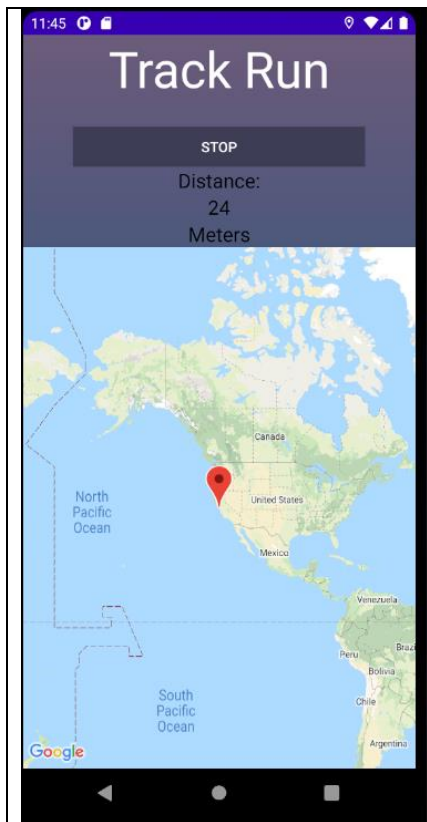 11:45
Track Run
STOP
Distance:
24
Meters
Canada
North
Pacific
Ocean
United States
Mexico
Venezuela
Brazi
Peru
Bolivia
South
Pacific
Ocean
Chile
Argentina
Google